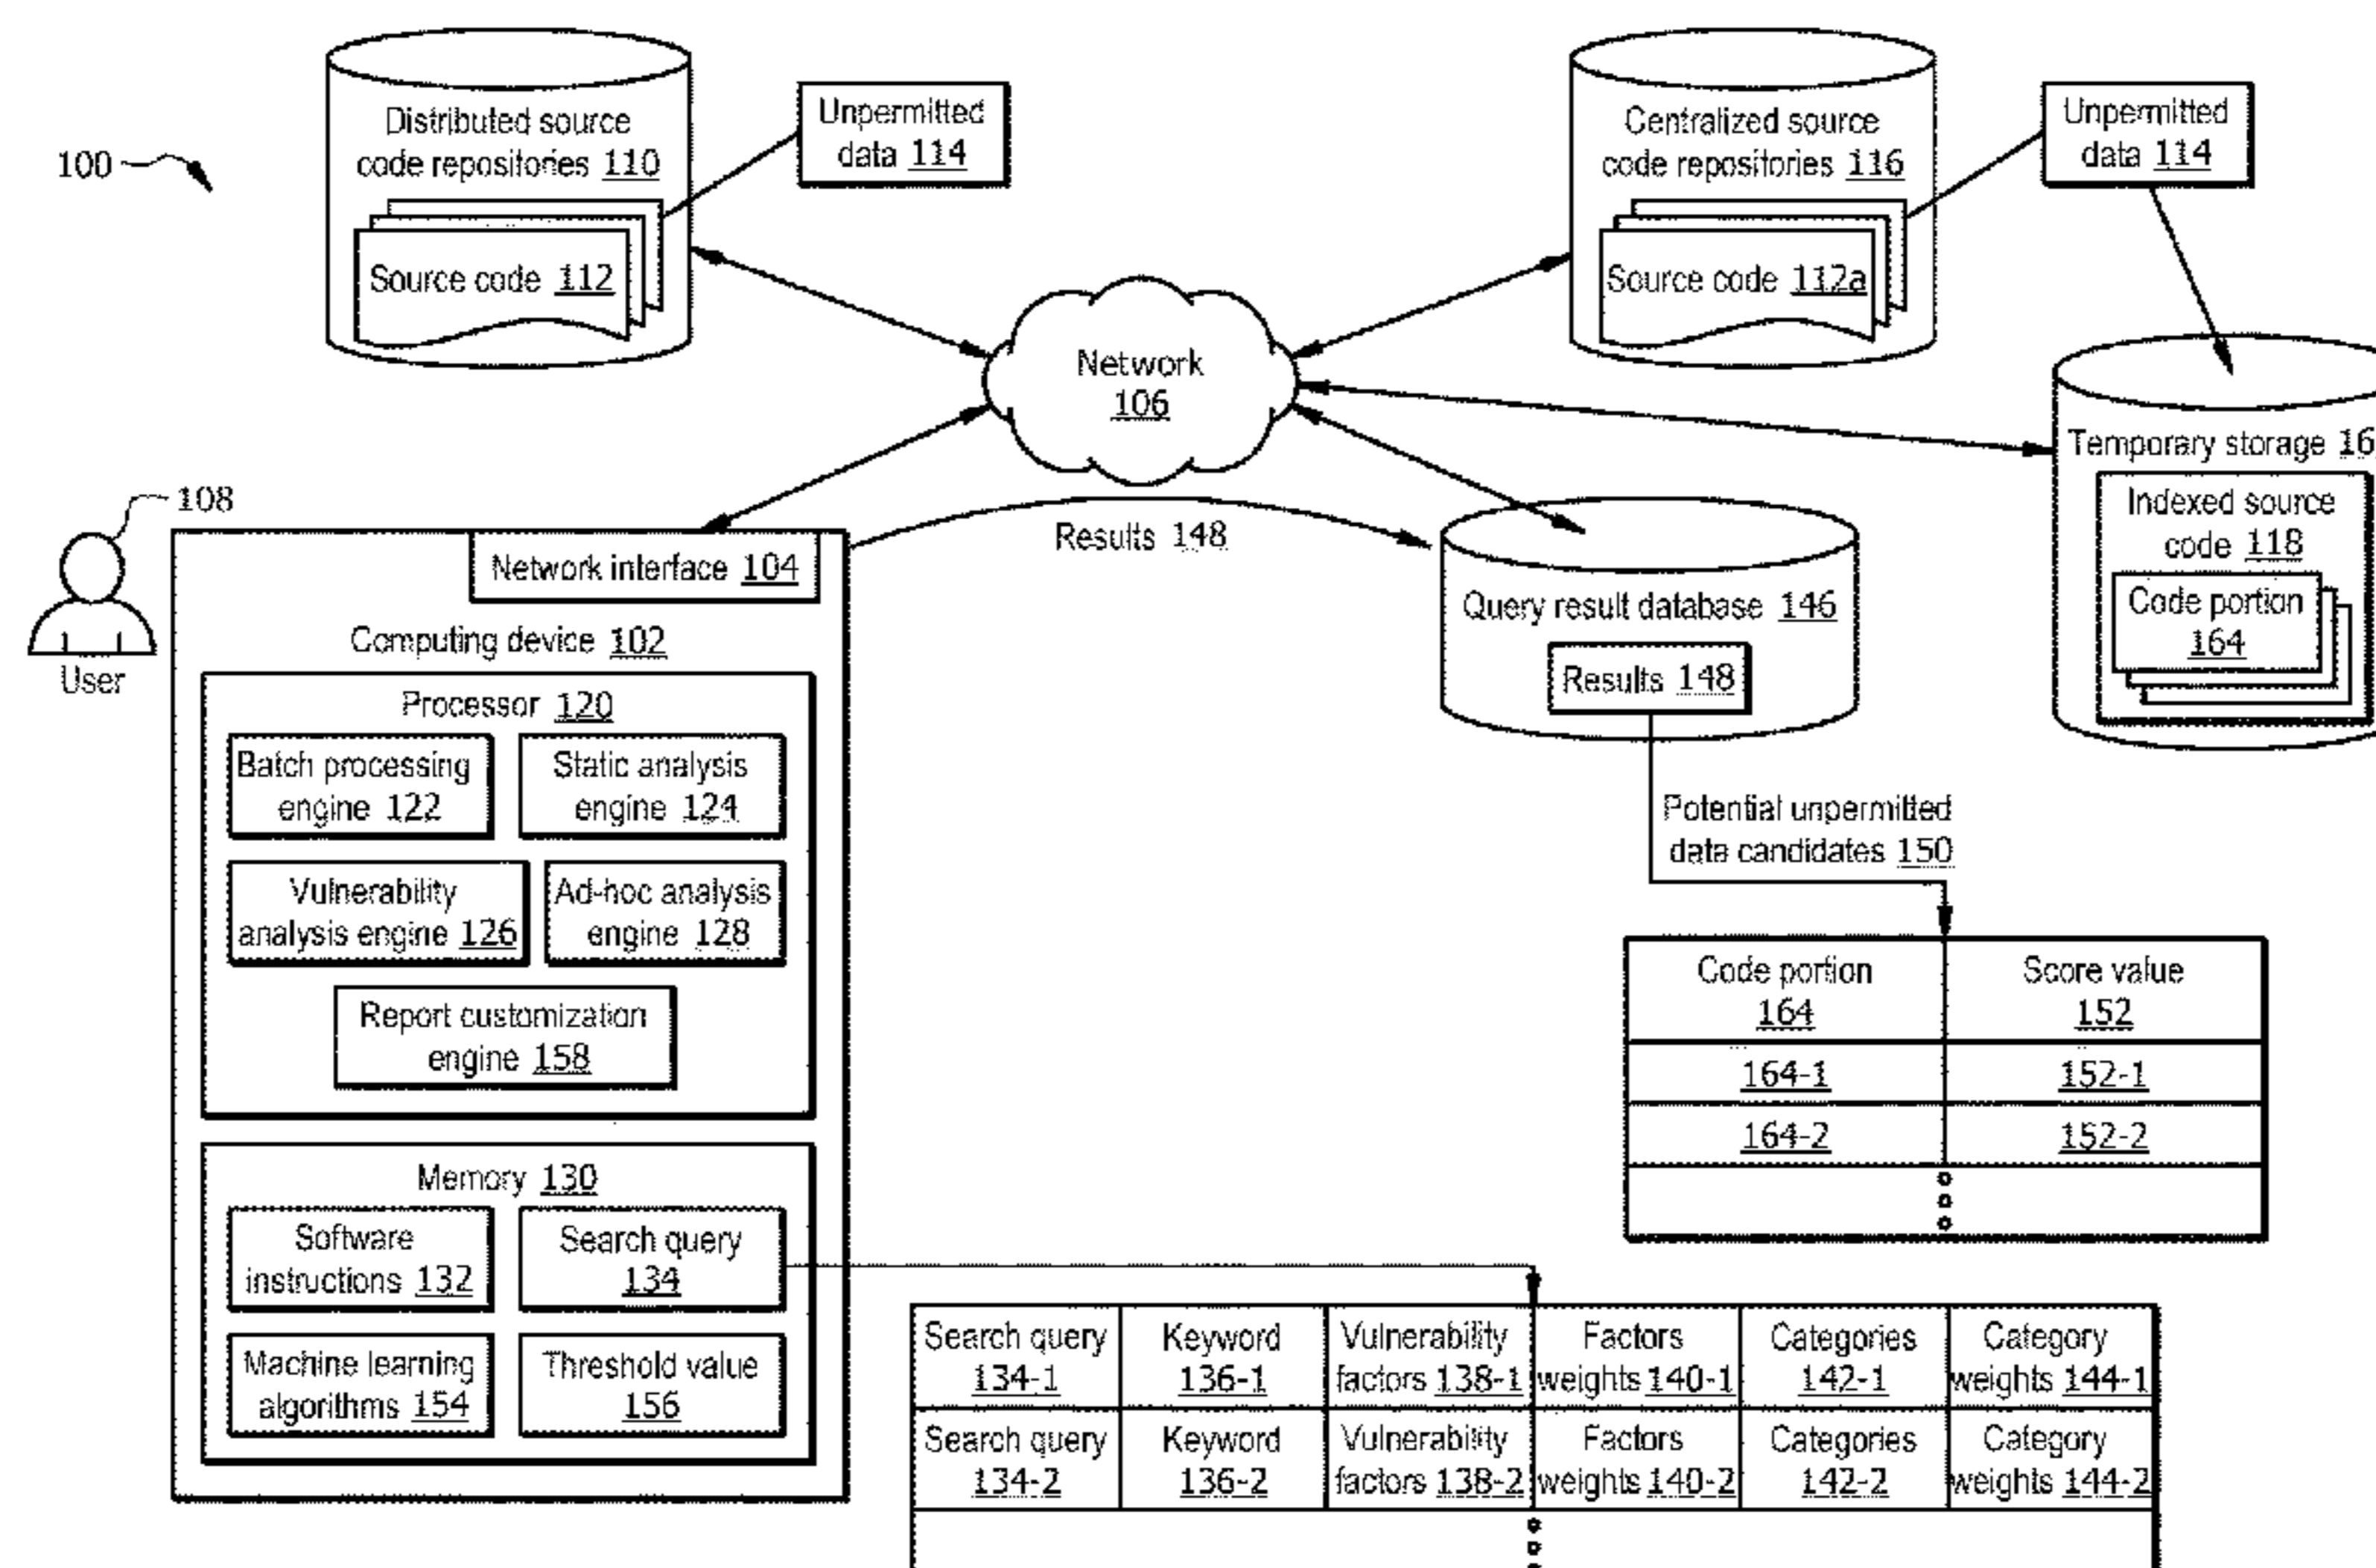 100
Distributed source
code repositories 110
Source code 112
Unpermitted
data 114
Centralized source
code repositories 116
Source code 112a
Unpermitted
data 114
Network
106
Temporary storage
Indexed source
code 118
Code portion
164
108
User
Network interface 104
Results 148
Query result database 146
Results 148
Computing device 102
Processor 120
Batch processing
engine 122
Static analysis
engine 124
Vulnerability
analysis engine 126
Ad-hoc analysis
engine 128
Report customization
engine 158
Potential unpermitted
data candidates 150
Code portion
164
Score value
152
164-1
152-1
164-2
152-2
Memory 130
Software
instructions 132
Search query
134
Machine learning
algorithms 154
Threshold value
156
Search query
134-1
Keyword
136-1
Vulnerability
factors 138-1
Factors
weights 140-1
Categories
142-1
Category
weights 144-1
Search query
134-2
Keyword
136-2
Vulnerability
factors 138-2
Factors
weights 140-2
Categories
142-2
Category
weights 144-2